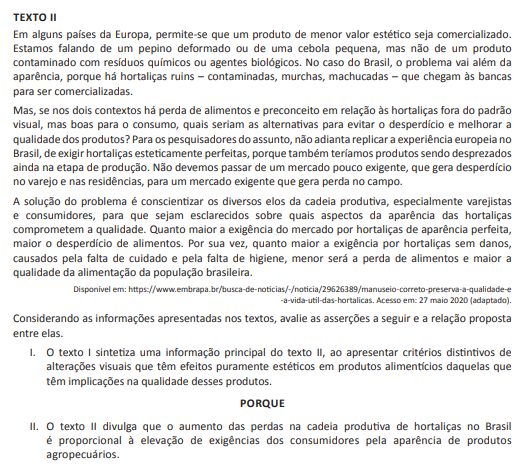 TEXTO II
Em alguns países da Europa, permite-se que um produto de menor valor estético seja comercializado.
Estamos falando de um pepino deformado ou de uma cebola pequena, mas não de um produto
contaminado com resíduos químicos ou agentes biológicos. No caso do Brasil, o problema vai além da
aparência, porque há hortaliças ruins – contaminadas, murchas, machucadas – que chegam às bancas
para ser comercializadas.
Mas, se nos dois contextos há perda de alimentos e preconceito em relação às hortaliças fora do padrão
visual, mas boas para o consumo, quais seriam as alternativas para evitar o desperdício e melhorar a
qualidade dos produtos? Para os pesquisadores do assunto, não adianta replicar a experiência europeia no
Brasil, de exigir hortaliças esteticamente perfeitas, porque também teríamos produtos sendo desprezados
ainda na etapa de produção. Não devemos passar de um mercado pouco exigente, que gera desperdício
no varejo e nas residências, para um mercado exigente que gera perda no campo.
A solução do problema é conscientizar os diversos elos da cadeia produtiva, especialmente varejistas
e consumidores, para que sejam esclarecidos sobre quais aspectos da aparência das hortaliças
comprometem a qualidade. Quanto maior a exigência do mercado por hortaliças de aparência perfeita,
maior o desperdício de alimentos. Por sua vez, quanto maior a exigência por hortaliças sem danos,
causados pela falta de cuidado e pela falta de higiene, menor será a perda de alimentos e maior a
qualidade da alimentação da população brasileira.
Disponível em: https://www.embrapa.br/busca-de-noticias/-/noticia/29626389/manuseio-correto-preserva-a-qualidade-e
-a-vida-util-das-hortalicas. Acesso em: 27 maio 2020 (adaptado).
Considerando as informações apresentadas nos textos, avalie as asserções a seguir e a relação proposta
entre elas.
I. O texto I sintetiza uma informação principal do texto II, ao apresentar critérios distintivos de
alterações visuais que têm efeitos puramente estéticos em produtos alimentícios daquelas que
têm implicações na qualidade desses produtos.
PORQUE
II. O texto II divulga que o aumento das perdas na cadeia produtiva de hortaliças no Brasil
é proporcional à elevação de exigências dos consumidores pela aparência de produtos
agropecuários.